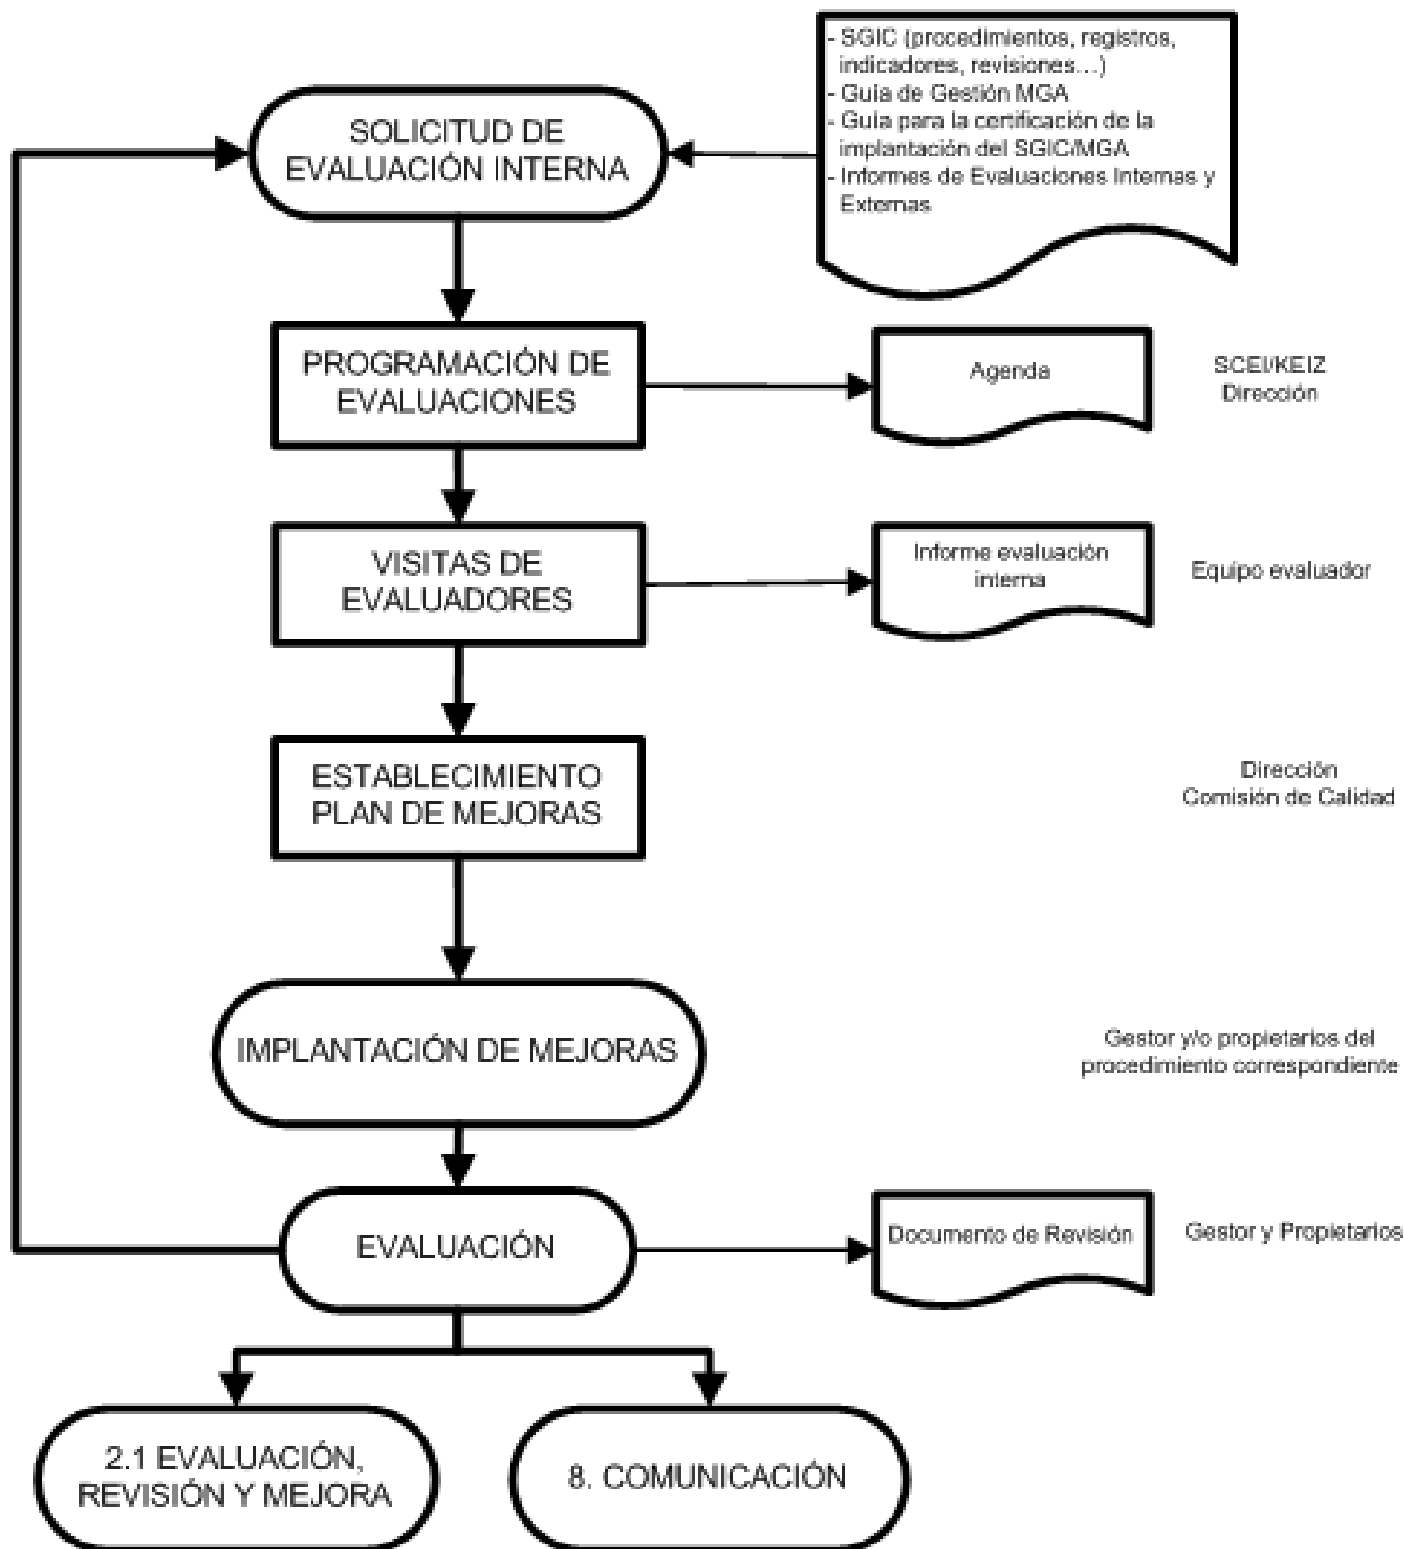 - SGIC (procedimientos, registros,
indicadores, revisiones...)
- Guía de Gestión MGA
- Guía para la certificación de la
implantación del SGIC/MGA
- Informes de Evaluaciones Internas y
Externas
SOLICITUD DE
EVALUACIÓN INTERNA
PROGRAMACIÓN DE
EVALUACIONES
Agenda
SCEI/KEIZ
Dirección
VISITAS DE
EVALUADORES
Informe evaluación
interna
Equipo evaluador
ESTABLECIMIENTO
PLAN DE MEJORAS
Dirección
Comisión de Calidad
IMPLANTACIÓN DE MEJORAS
Gestor y/o propietarios del
procedimiento correspondiente
EVALUACIÓN
Documento de Revisión
Gestor y Propietarios
2.1 EVALUACIÓN,
REVISIÓN Y MEJORA
8. COMUNICACIÓN